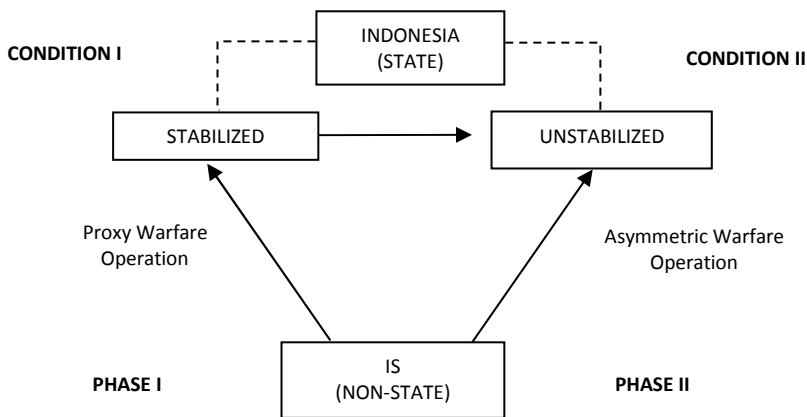 INDONESIA
(STATE)
CONDITION I
CONDITION II
STABILIZED
UNSTABILIZED
Proxy Warfare
Operation
Asymmetric Warfare
Operation
IS
(NON-STATE)
PHASE I
PHASE II